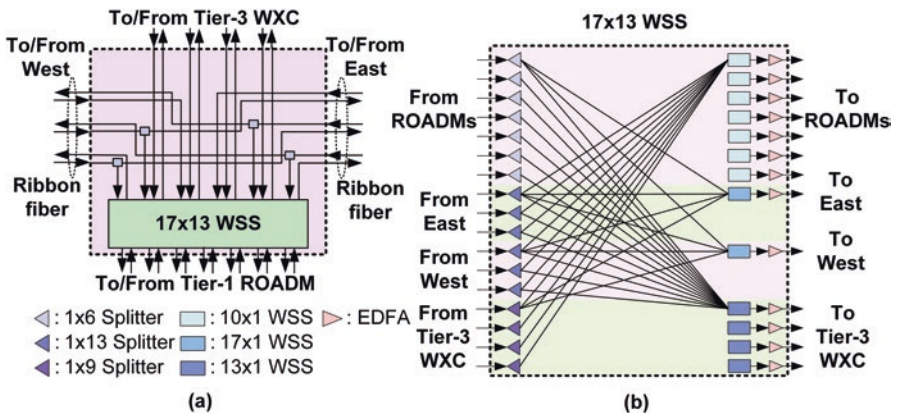 To/From Tier-3 WXC
To/From
West
To/From
East
Ribbon
fiber
Ribbon
fiber
17x13 WSS
To/From Tier-1 ROADM
: 1x6 Splitter
: 10x1 WSS
: EDFA
: 1x13 Splitter
: 17x1 WSS
: 1x9 Splitter
: 13x1 WSS
(a)
17x13 WSS
From
ROADMs
From
East
From
West
From
Tier-3
WXC
To
ROADMs
To
East
To
West
To
Tier-3
WXC
(b)